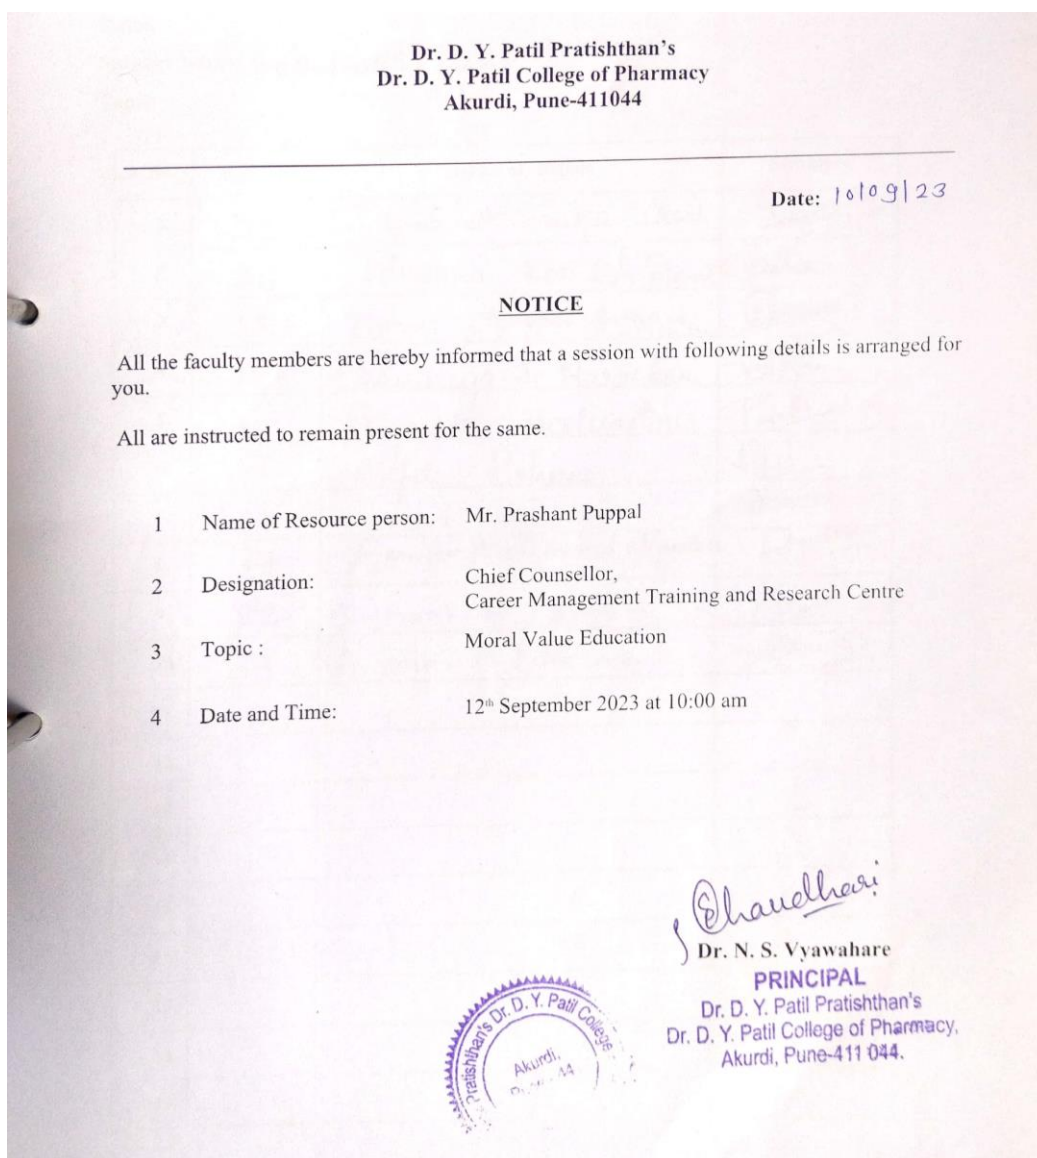 Dr. D. Y. Patil Pratishthan's
Dr. D. Y. Patil College of Pharmacy
Akurdi, Pune-411044
Date: 10/09/23
NOTICE
All the faculty members are hereby informed that a session with following details is arranged for
you.
All are instructed to remain present for the same.
1 Name of Resource person: Mr. Prashant Puppal
2 Designation: Chief Counsellor,
Career Management Training and Research Centre
3 Topic : Moral Value Education
4 Date and Time: 12th September 2023 at 10:00 am
Chaudhari
Dr. N. S. Vyawahare
PRINCIPAL
Dr. D. Y. Patil Pratishthan's
Dr. D. Y. Patil College of Pharmacy,
Akurdi, Pune-411 044.
Pratishthan's Dr. D. Y. Patil College
Akurdi,